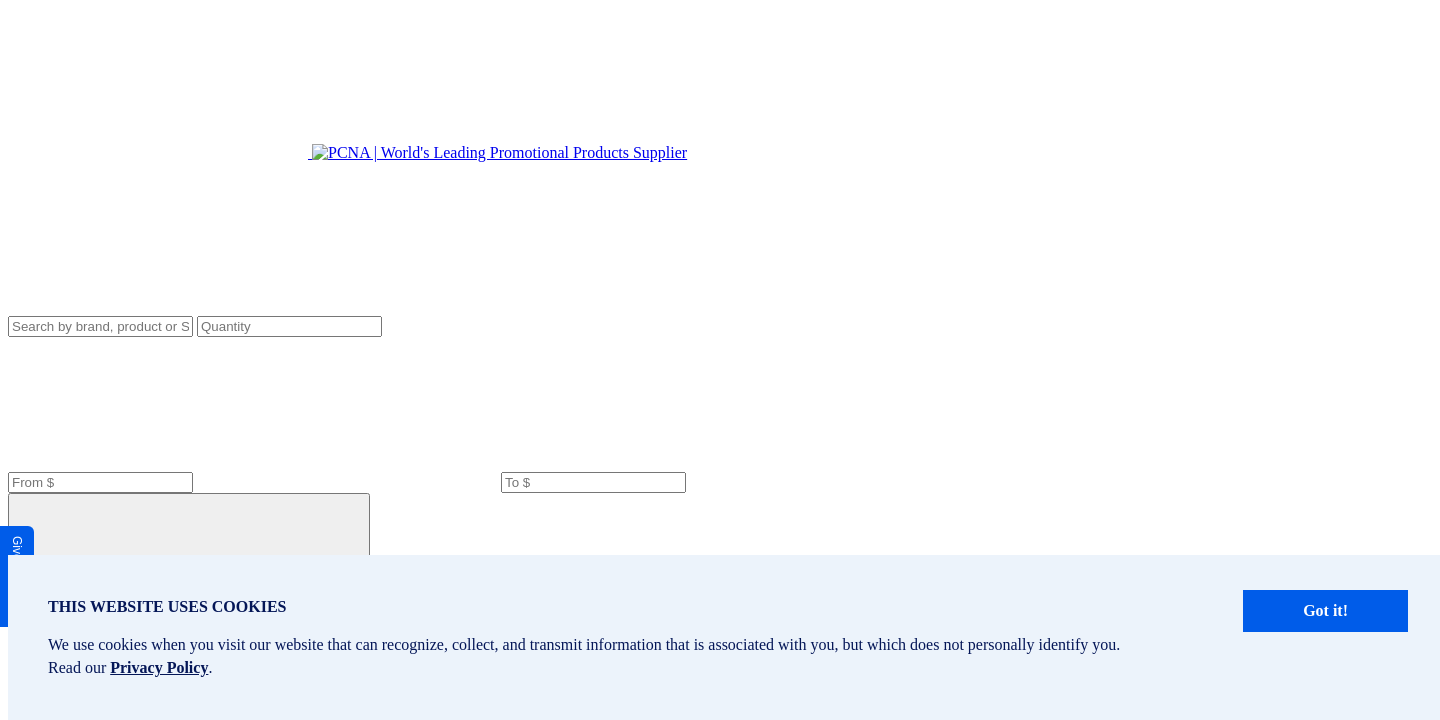 PCNA | World's Leading Promotional Products Supplier
Search by brand, product or S
Quantity
From $
To $
Giv
THIS WEBSITE USES COOKIES
Got it!
We use cookies when you visit our website that can recognize, collect, and transmit information that is associated with you, but which does not personally identify you.
Read our Privacy Policy.